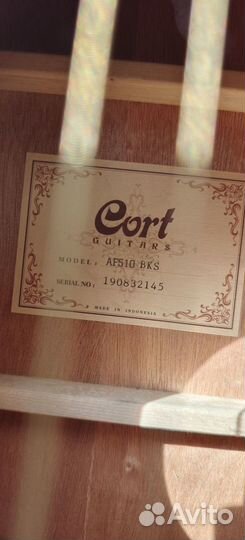 Cort
GUITARS
MODEL: AF510 BKS
SERIAL NO: 190832145
MADE IN INDONESIA
Avito